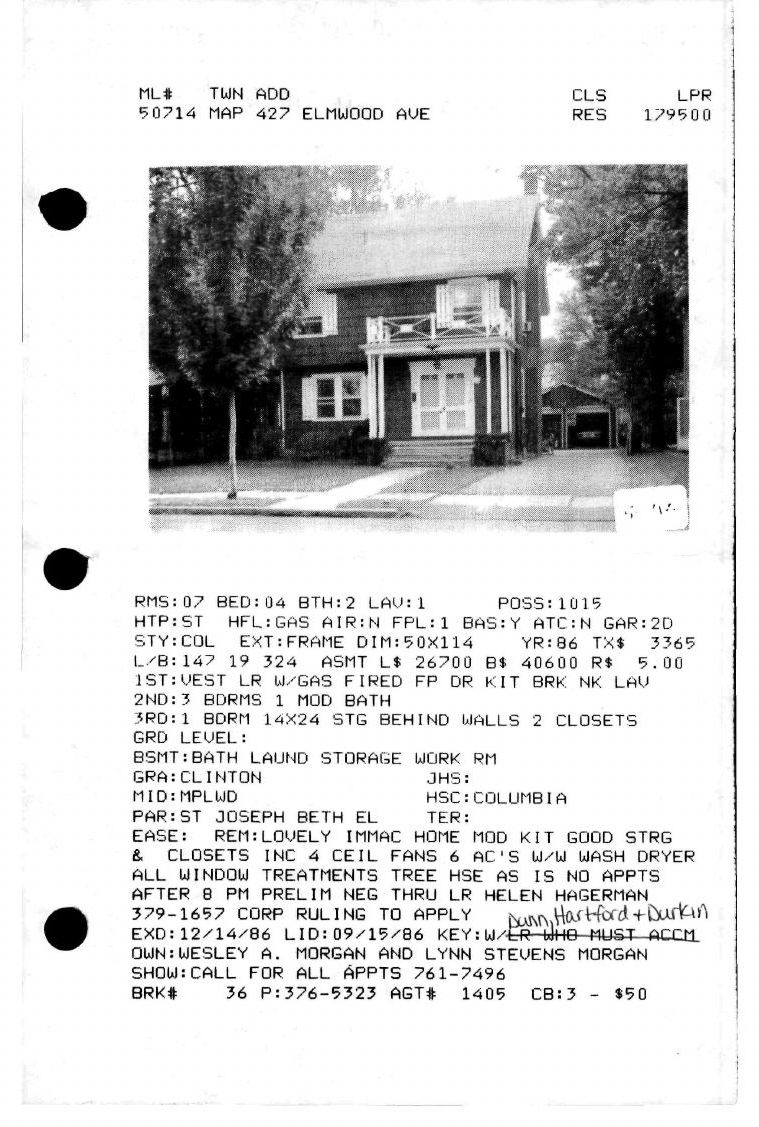 ML# TWN ADD CLS LPR
50714 MAP 427 ELMWOOD AVE RES 179500
RMS:07 BED:04 BTH:2 LAV:1 POSS:1015
HTP:ST HFL:GAS AIR:N FPL:1 BAS:Y ATC:N GAR:2D
STY:COL EXT:FRAME DIM:50X114 YR:86 TX$ 3365
L/B:147 19 324 ASMT L$ 26700 B$ 40600 R$ 5.00
1ST:VEST LR W/GAS FIRED FP DR KIT BRK NK LAV
2ND:3 BDRMS 1 MOD BATH
3RD:1 BDRM 14X24 STG BEHIND WALLS 2 CLOSETS
GRD LEVEL:
BSMT:BATH LAUND STORAGE WORK RM
GRA:CLINTON JHS:
MID:MPLWD HSC:COLUMBIA
PAR:ST JOSEPH BETH EL TER:
EASE: REM:LOVELY IMMAC HOME MOD KIT GOOD STRG
& CLOSETS INC 4 CEIL FANS 6 AC'S W/W WASH DRYER
ALL WINDOW TREATMENTS TREE HSE AS IS NO APPTS
AFTER 8 PM PRELIM NEG THRU LR HELEN HAGERMAN
379-1657 CORP RULING TO APPLY Dunn, Hartford + Durkin
EXD:12/14/86 LID:09/15/86 KEY:W/LR WHO MUST ACCM
OWN:WESLEY A. MORGAN AND LYNN STEVENS MORGAN
SHOW:CALL FOR ALL APPTS 761-7496
BRK# 36 P:376-5323 AGT# 1405 CB:3 - $50